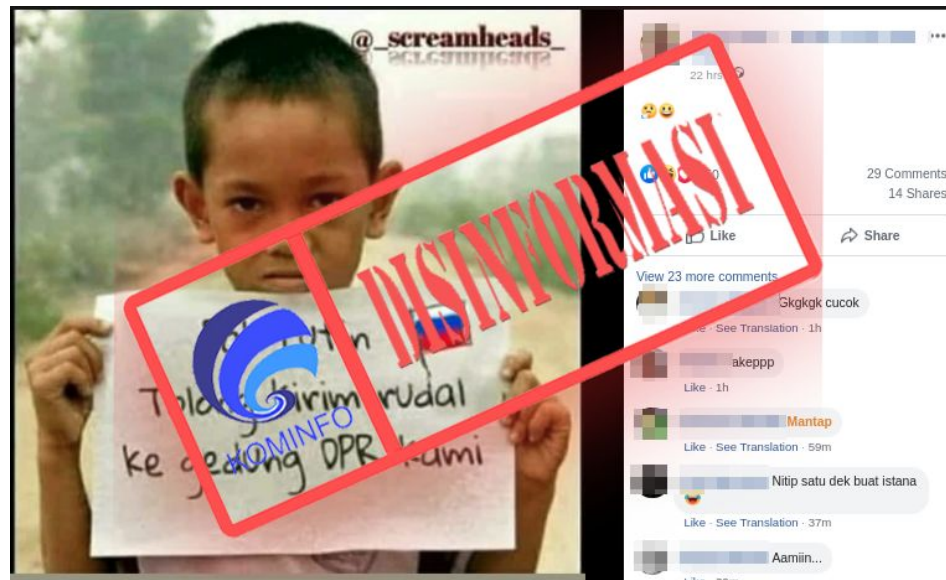 @_screamheads_
22 hrs
29 Comments
14 Shares
Like
Share
View 23 more comments
Gkgkgk cucok
See Translation · 1h
akeppp
Like · 1h
Mantap
Like · See Translation · 59m
Nitip satu dek buat istana
Like · See Translation · 37m
Aamiin...
DISINFORMASI
KOMINFO
kirim rudal
ke gedung DPR kami